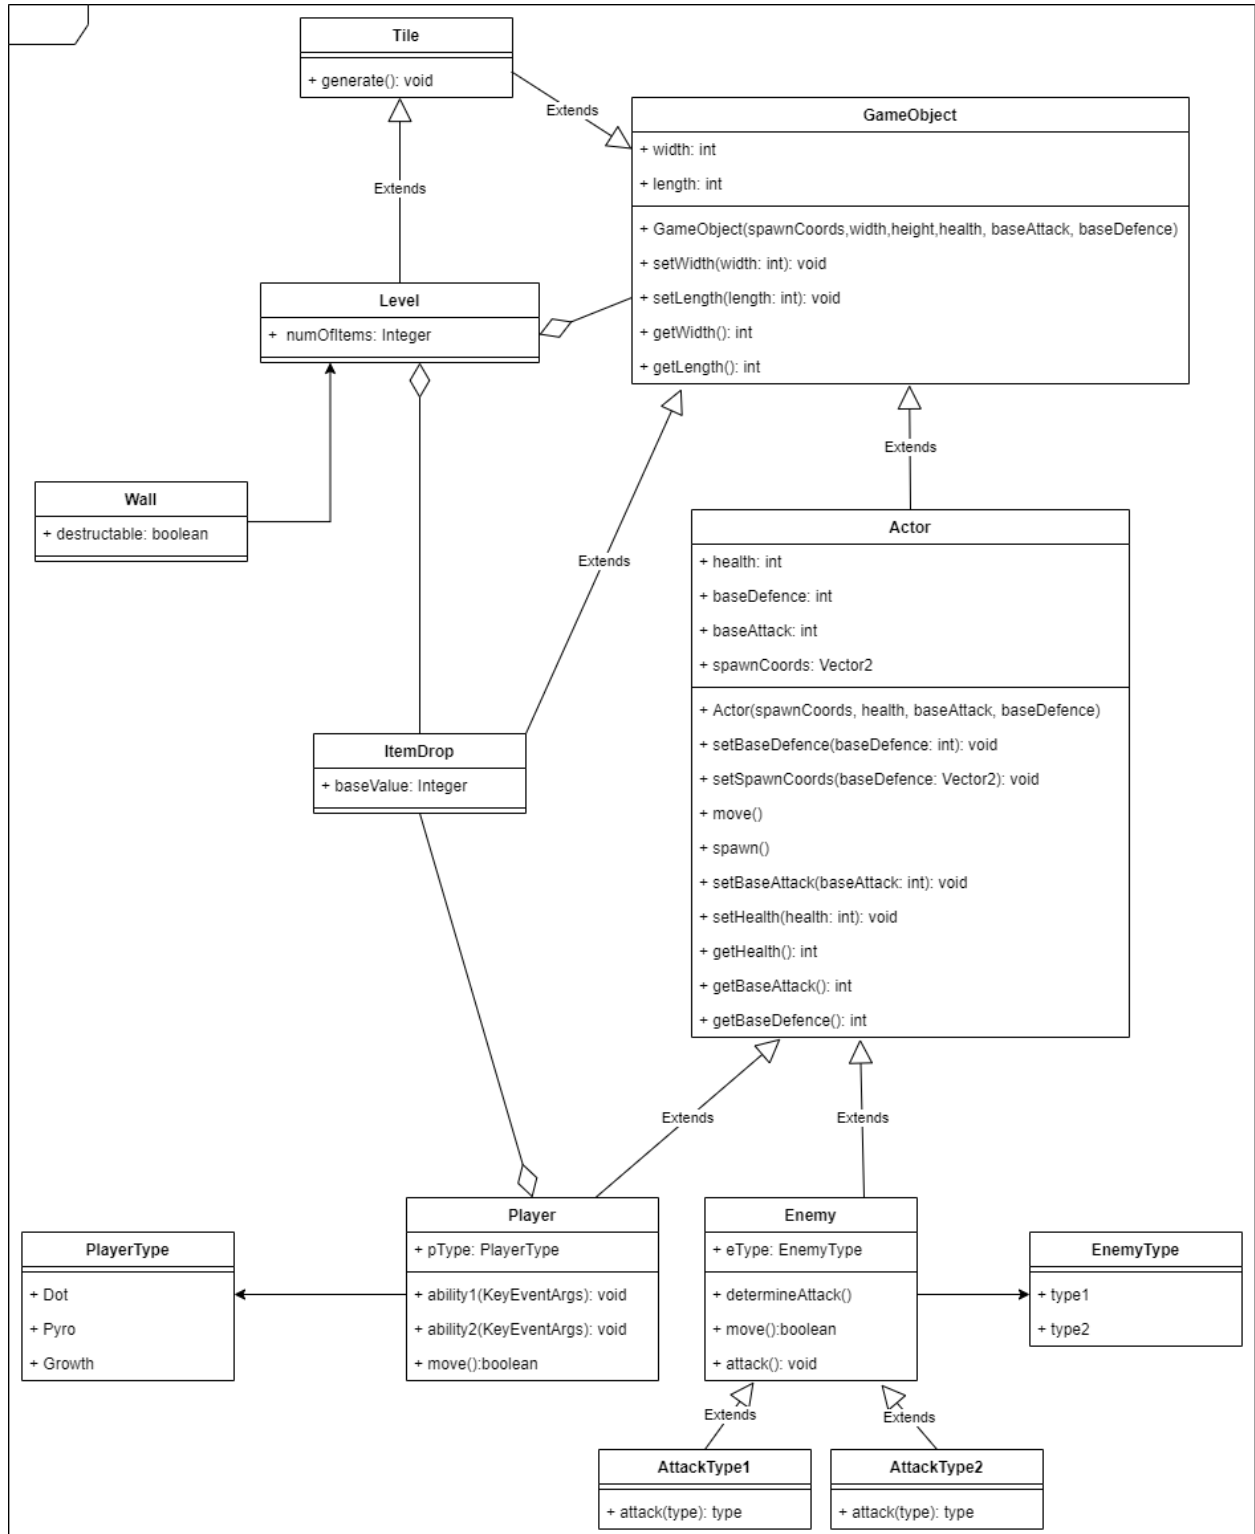 Tile
+ generate(): void
Extends
GameObject
+ width: int
+ length: int
+ GameObject(spawnCoords,width,height,health, baseAttack, baseDefence)
+ setWidth(width: int): void
+ setLength(length: int): void
+ getWidth(): int
+ getLength(): int
Extends
Level
+ numOfItems: Integer
Extends
Wall
+ destructable: boolean
Extends
Actor
+ health: int
+ baseDefence: int
+ baseAttack: int
+ spawnCoords: Vector2
+ Actor(spawnCoords, health, baseAttack, baseDefence)
+ setBaseDefence(baseDefence: int): void
+ setSpawnCoords(baseDefence: Vector2): void
+ move()
+ spawn()
+ setBaseAttack(baseAttack: int): void
+ setHealth(health: int): void
+ getHealth(): int
+ getBaseAttack(): int
+ getBaseDefence(): int
ItemDrop
+ baseValue: Integer
Extends
Extends
PlayerType
+ Dot
+ Pyro
+ Growth
Player
+ pType: PlayerType
+ ability1(KeyEventArgs): void
+ ability2(KeyEventArgs): void
+ move():boolean
Enemy
+ eType: EnemyType
+ determineAttack()
+ move():boolean
+ attack(): void
EnemyType
+ type1
+ type2
Extends
Extends
AttackType1
+ attack(type): type
AttackType2
+ attack(type): type